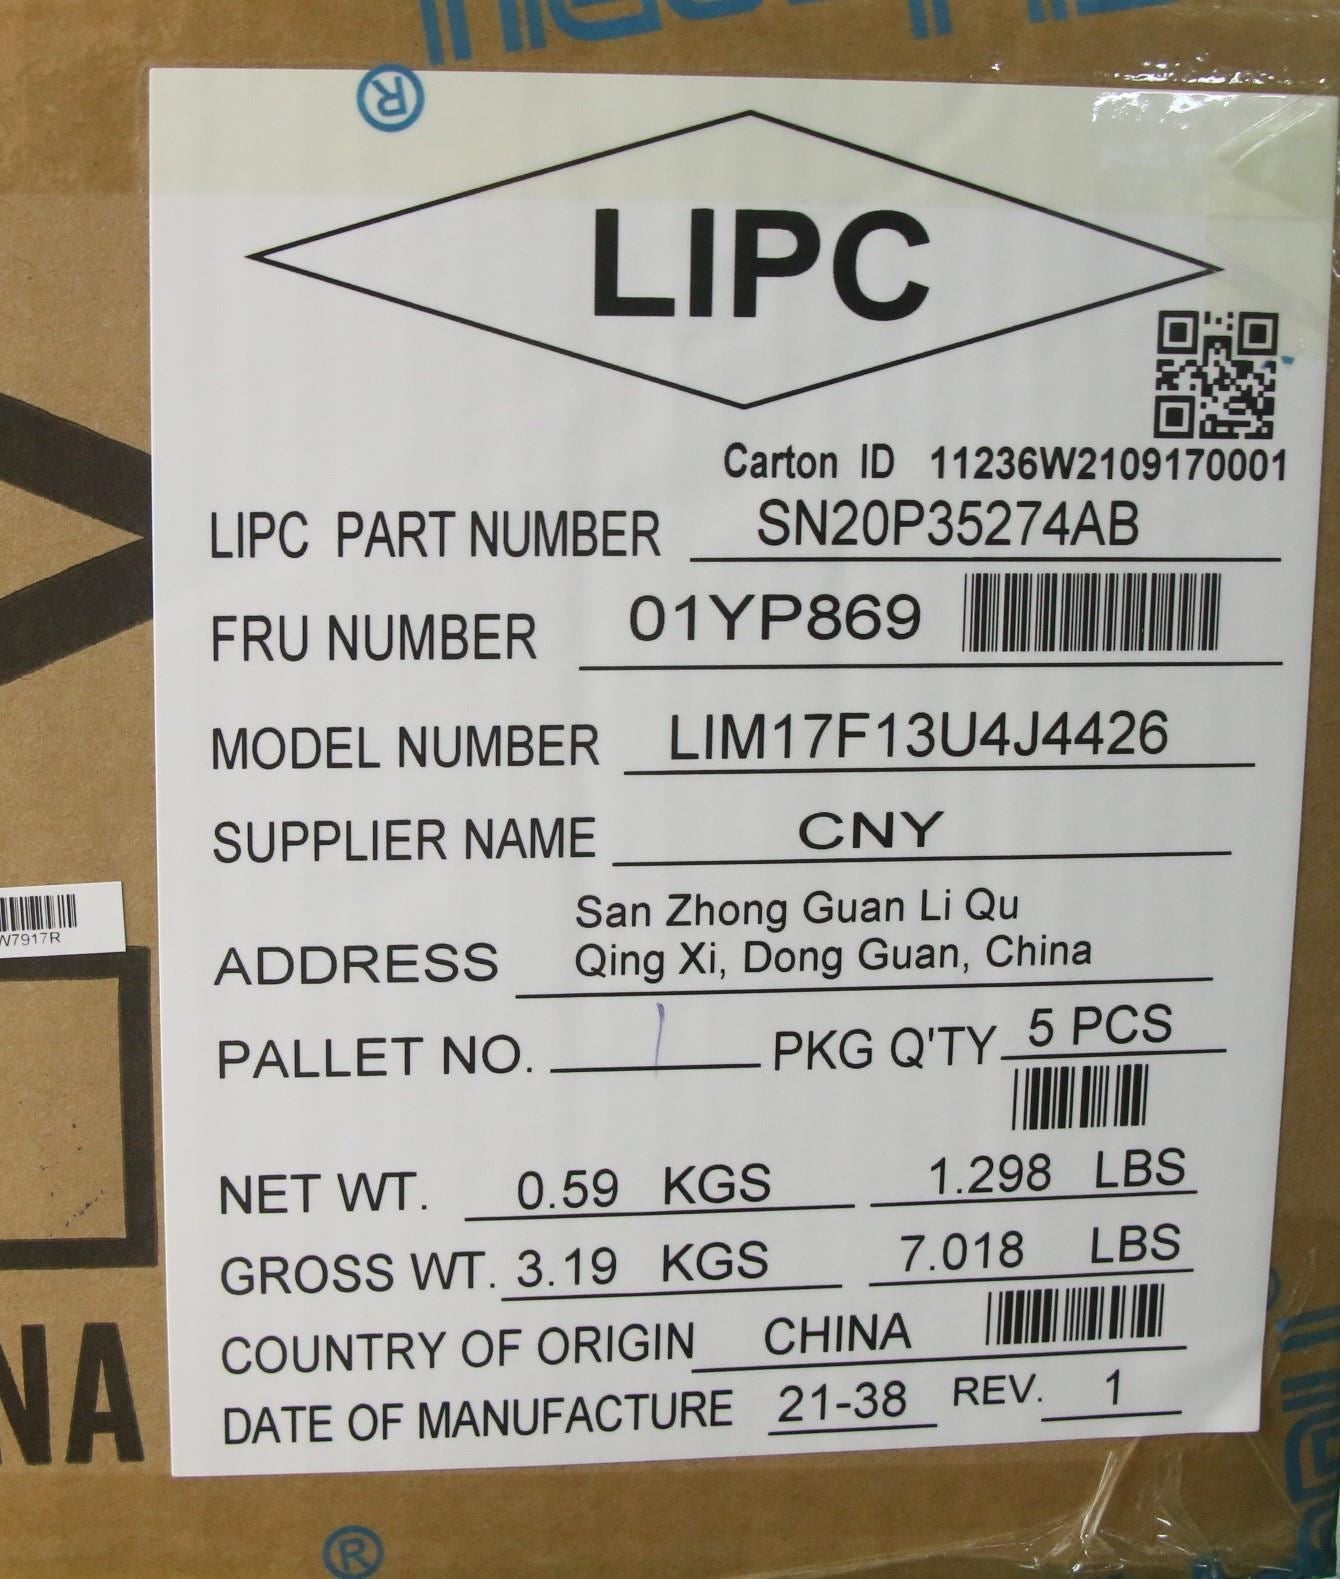 ®
LIPC
Carton ID 11236W2109170001
LIPC PART NUMBER SN20P35274AB
FRU NUMBER 01YP869
MODEL NUMBER LIM17F13U4J4426
SUPPLIER NAME CNY
ADDRESS San Zhong Guan Li Qu
Qing Xi, Dong Guan, China
PALLET NO. 1 PKG Q'TY 5 PCS
NET WT. 0.59 KGS 1.298 LBS
GROSS WT. 3.19 KGS 7.018 LBS
COUNTRY OF ORIGIN CHINA
DATE OF MANUFACTURE 21-38 REV. 1
W7917R
NA
®